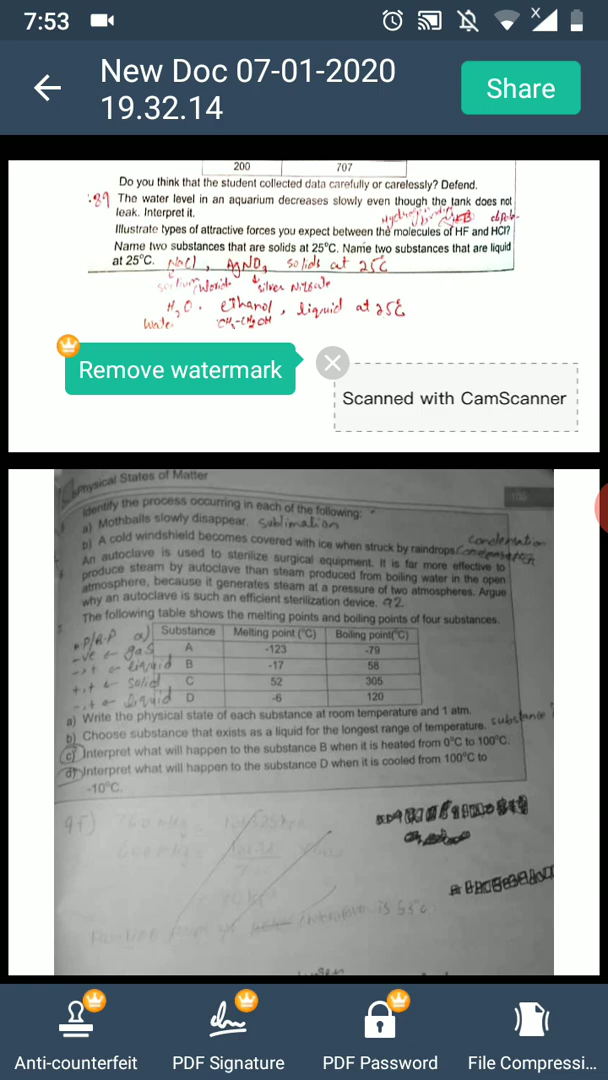 7:53
New Doc 07-01-2020
19.32.14
Share
200 707
Do you think that the student collected data carefully or carelessly? Defend.
:89 The water level in an aquarium decreases slowly even though the tank does not
leak. Interpret it.
Illustrate types of attractive forces you expect between the molecules of HF and HCl?
Name two substances that are solids at 25°C. Name two substances that are liquid
at 25°C. NaCl, AgNO3 solids at 25°C
H2O. ethanol, liquid at 25°C
Water
Remove watermark
Scanned with CamScanner
Physical States of Matter
Identify the process occurring in each of the following:
a) Mothballs slowly disappear. sublimation
b) A cold windshield becomes covered with ice when struck by raindrops.
An autoclave is used to sterilize surgical equipment. It is far more effective to
produce steam by autoclave than steam produced from boiling water in the open
atmosphere, because it generates steam at a pressure of two atmospheres. Argue
why an autoclave is such an efficient sterilization device. 92
The following table shows the melting points and boiling points of four substances.
Substance Melting point (°C) Boiling point(°C)
gas A -123 -79
liquid B -17 58
solid C 52 305
liquid D -6 120
a) Write the physical state of each substance at room temperature and 1 atm.
b) Choose substance that exists as a liquid for the longest range of temperature. substance
c) Interpret what will happen to the substance B when it is heated from 0°C to 100°C.
d) Interpret what will happen to the substance D when it is cooled from 100°C to
-10°C.
Anti-counterfeit PDF Signature PDF Password File Compressi...